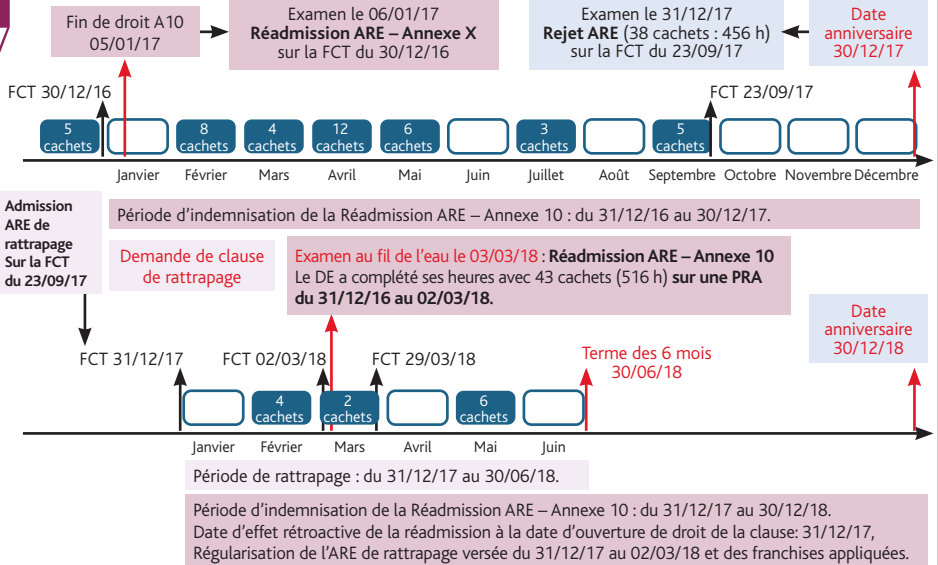 Fin de droit A10
05/01/17
Examen le 06/01/17
Réadmission ARE – Annexe X
sur la FCT du 30/12/16
Examen le 31/12/17
Rejet ARE (38 cachets : 456 h)
sur la FCT du 23/09/17
Date
anniversaire
30/12/17
FCT 30/12/16
FCT 23/09/17
5
cachets
8
cachets
4
cachets
12
cachets
6
cachets
3
cachets
5
cachets
Janvier
Février
Mars
Avril
Mai
Juin
Juillet
Août
Septembre
Octobre
Novembre
Décembre
Admission
ARE de
rattrapage
Sur la FCT
du 23/09/17
Période d'indemnisation de la Réadmission ARE – Annexe 10 : du 31/12/16 au 30/12/17.
Demande de clause
de rattrapage
Examen au fil de l'eau le 03/03/18 : Réadmission ARE – Annexe 10
Le DE a complété ses heures avec 43 cachets (516 h) sur une PRA
du 31/12/16 au 02/03/18.
Date
anniversaire
30/12/18
FCT 31/12/17
FCT 02/03/18
FCT 29/03/18
Terme des 6 mois
30/06/18
4
cachets
2
cachets
6
cachets
Janvier
Février
Mars
Avril
Mai
Juin
Période de rattrapage : du 31/12/17 au 30/06/18.
Période d'indemnisation de la Réadmission ARE – Annexe 10 : du 31/12/17 au 30/12/18.
Date d'effet rétroactive de la réadmission à la date d'ouverture de droit de la clause: 31/12/17,
Régularisation de l'ARE de rattrapage versée du 31/12/17 au 02/03/18 et des franchises appliquées.